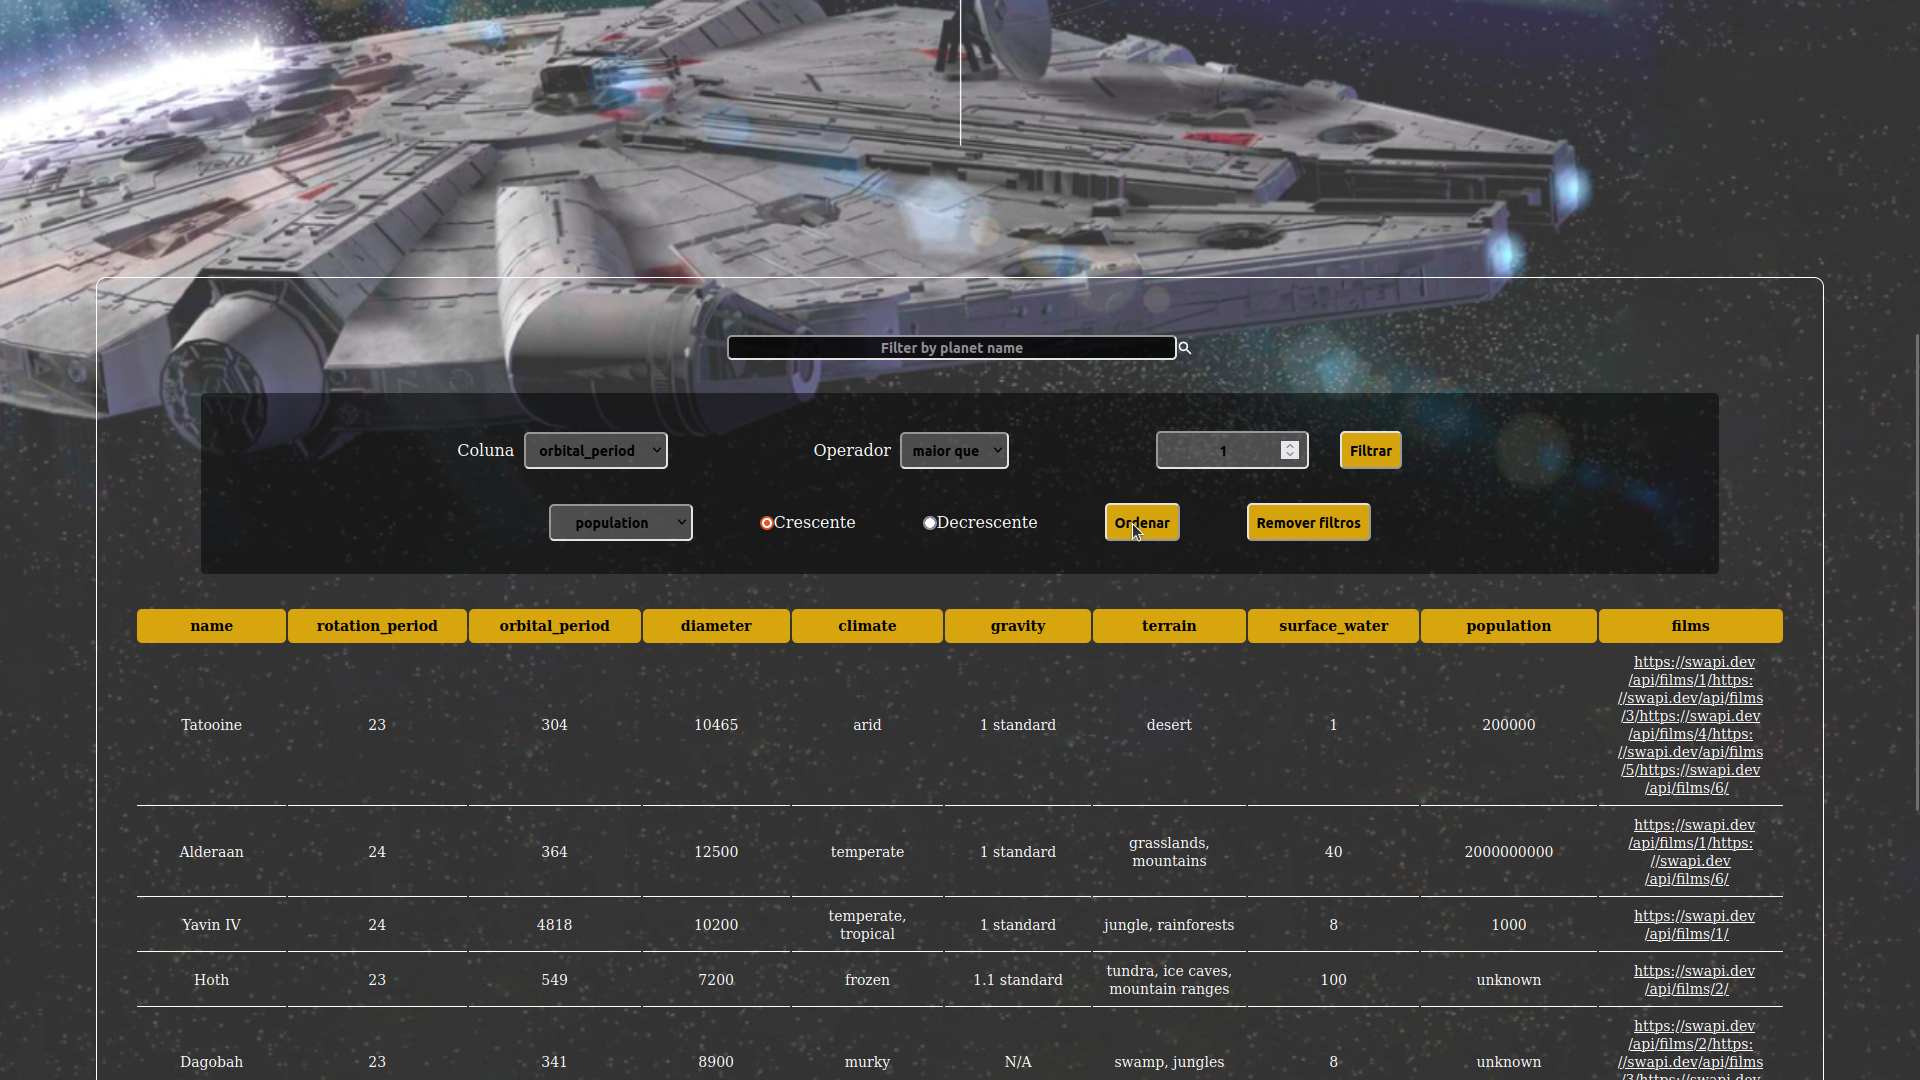 Filter by planet name
Coluna orbital_period Operador maior que 1 Filtrar
population Crescente Decrescente Ordenar Remover filtros
name rotation_period orbital_period diameter climate gravity terrain surface_water population films
Tatooine 23 304 10465 arid 1 standard desert 1 200000
https://swapi.dev
/api/films/1/https:
//swapi.dev/api/films
/3/https://swapi.dev
/api/films/4/https:
//swapi.dev/api/films
/5/https://swapi.dev
/api/films/6/
Alderaan 24 364 12500 temperate 1 standard
grasslands,
mountains
40 2000000000
https://swapi.dev
/api/films/1/https:
//swapi.dev
/api/films/6/
Yavin IV 24 4818 10200
temperate,
tropical
1 standard jungle, rainforests 8 1000
https://swapi.dev
/api/films/1/
Hoth 23 549 7200 frozen 1.1 standard
tundra, ice caves,
mountain ranges
100 unknown
https://swapi.dev
/api/films/2/
Dagobah 23 341 8900 murky N/A swamp, jungles 8 unknown
https://swapi.dev
/api/films/2/https:
//swapi.dev/api/films
/3/https://swapi.dev